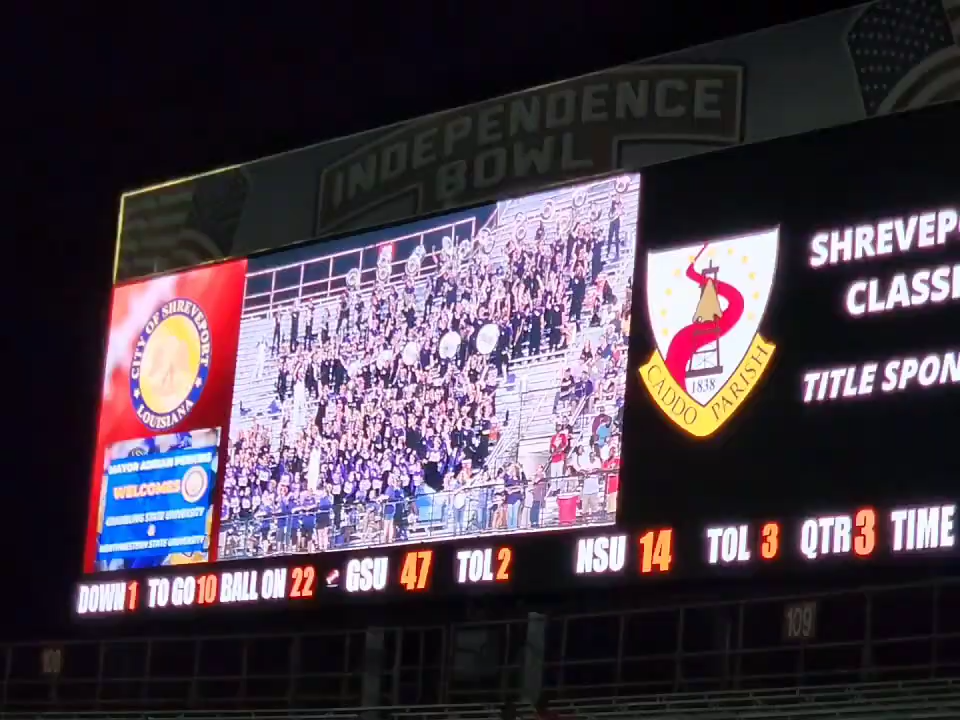 INDEPENDENCE
BOWL
CITY OF SHREVEPORT
LOUISIANA
MAYOR ADRIAN PERKINS
WELCOMES
GRAMBLING STATE UNIVERSITY
&
NORTHWESTERN STATE UNIVERSITY
1838
CADDO PARISH
SHREVEP
CLASSI
TITLE SPON
DOWN 1 TO GO 10 BALL ON 22 GSU 47 TOL 2 NSU 14 TOL 3 QTR 3 TIME
109